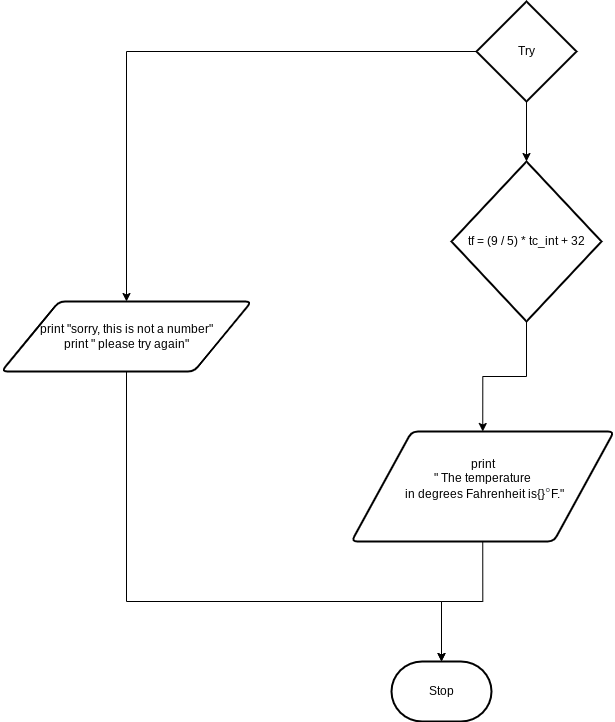 Try
tf = (9 / 5) * tc_int + 32
print "sorry, this is not a number"
print " please try again"
print
" The temperature
in degrees Fahrenheit is{}°F."
Stop